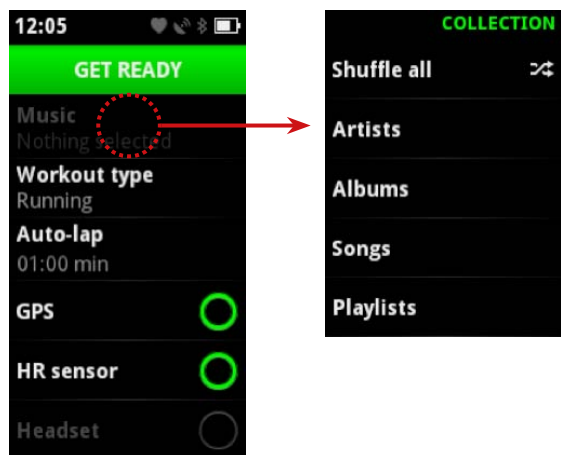 12:05
GET READY
Music
Nothing selected
Workout type
Running
Auto-lap
01:00 min
GPS
HR sensor
Headset
COLLECTION
Shuffle all
Artists
Albums
Songs
Playlists